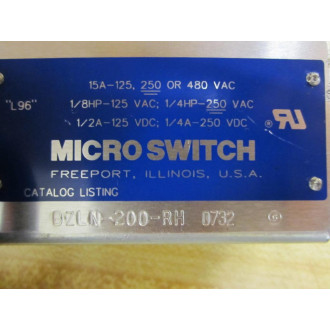 15A-125, 250 OR 480 VAC
"L96"
1/8HP-125 VAC; 1/4HP-250 VAC
1/2A-125 VDC; 1/4A-250 VDC
MICRO SWITCH
FREEPORT, ILLINOIS, U.S.A.
CATALOG LISTING
-200-RH 0732